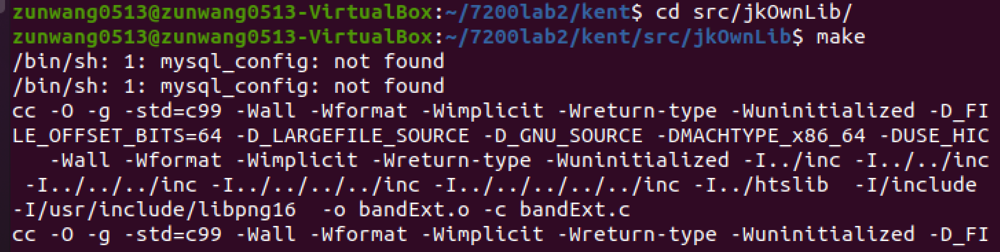 zunwang0513@zunwang0513-VirtualBox:~/7200lab2/kent$ cd src/jkOwnLib/
zunwang0513@zunwang0513-VirtualBox:~/7200lab2/kent/src/jkOwnLib$ make
/bin/sh: 1: mysql_config: not found
/bin/sh: 1: mysql_config: not found
cc -O -g -std=c99 -Wall -Wformat -Wimplicit -Wreturn-type -Wuninitialized -D_FI
LE_OFFSET_BITS=64 -D_LARGEFILE_SOURCE -D_GNU_SOURCE -DMACHTYPE_x86_64 -DUSE_HIC
   -Wall -Wformat -Wimplicit -Wreturn-type -Wuninitialized -I../inc -I../../inc
 -I../../../inc -I../../../../inc -I../../../../../inc -I../htslib  -I/include
-I/usr/include/libpng16  -o bandExt.o -c bandExt.c
cc -O -g -std=c99 -Wall -Wformat -Wimplicit -Wreturn-type -Wuninitialized -D_FI